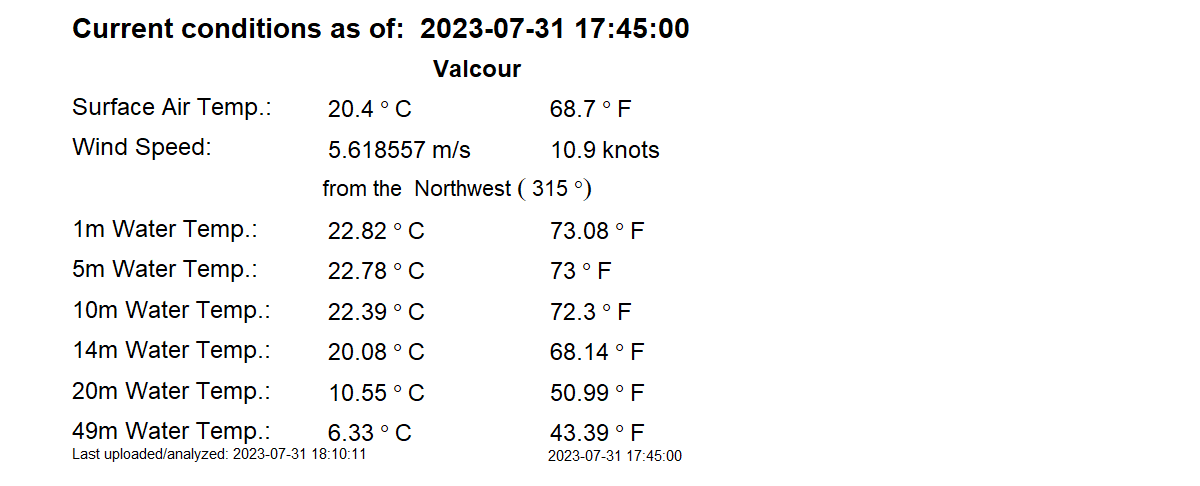 Current conditions as of: 2023-07-31 17:45:00
Valcour
Surface Air Temp.: 20.4 ° C 68.7 ° F
Wind Speed: 5.618557 m/s 10.9 knots
from the Northwest ( 315 °)
1m Water Temp.: 22.82 ° C 73.08 ° F
5m Water Temp.: 22.78 ° C 73 ° F
10m Water Temp.: 22.39 ° C 72.3 ° F
14m Water Temp.: 20.08 ° C 68.14 ° F
20m Water Temp.: 10.55 ° C 50.99 ° F
49m Water Temp.: 6.33 ° C 43.39 ° F
Last uploaded/analyzed: 2023-07-31 18:10:11 2023-07-31 17:45:00